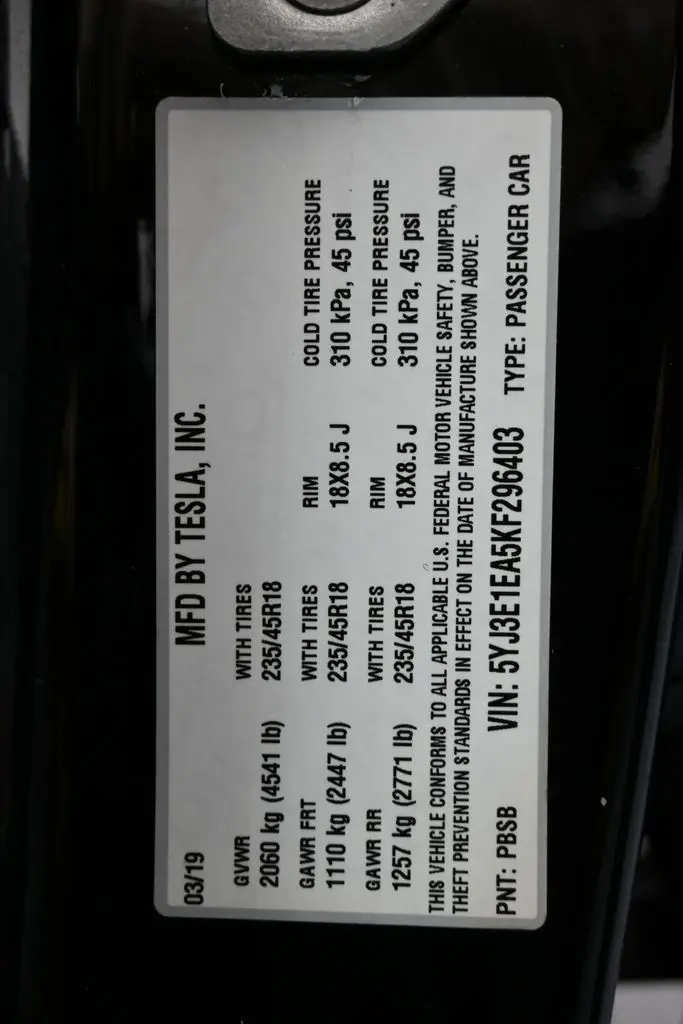 MFD BY TESLA, INC.
03/19
GVWR WITH TIRES
2060 kg (4541 lb) 235/45R18
GAWR FRT WITH TIRES RIM COLD TIRE PRESSURE
1110 kg (2447 lb) 235/45R18 18X8.5 J 310 kPa, 45 psi
GAWR RR WITH TIRES RIM COLD TIRE PRESSURE
1257 kg (2771 lb) 235/45R18 18X8.5 J 310 kPa, 45 psi
THIS VEHICLE CONFORMS TO ALL APPLICABLE U.S. FEDERAL MOTOR VEHICLE SAFETY, BUMPER, AND
THEFT PREVENTION STANDARDS IN EFFECT ON THE DATE OF MANUFACTURE SHOWN ABOVE.
PNT: PBSB VIN: 5YJ3E1EA5KF296403 TYPE: PASSENGER CAR